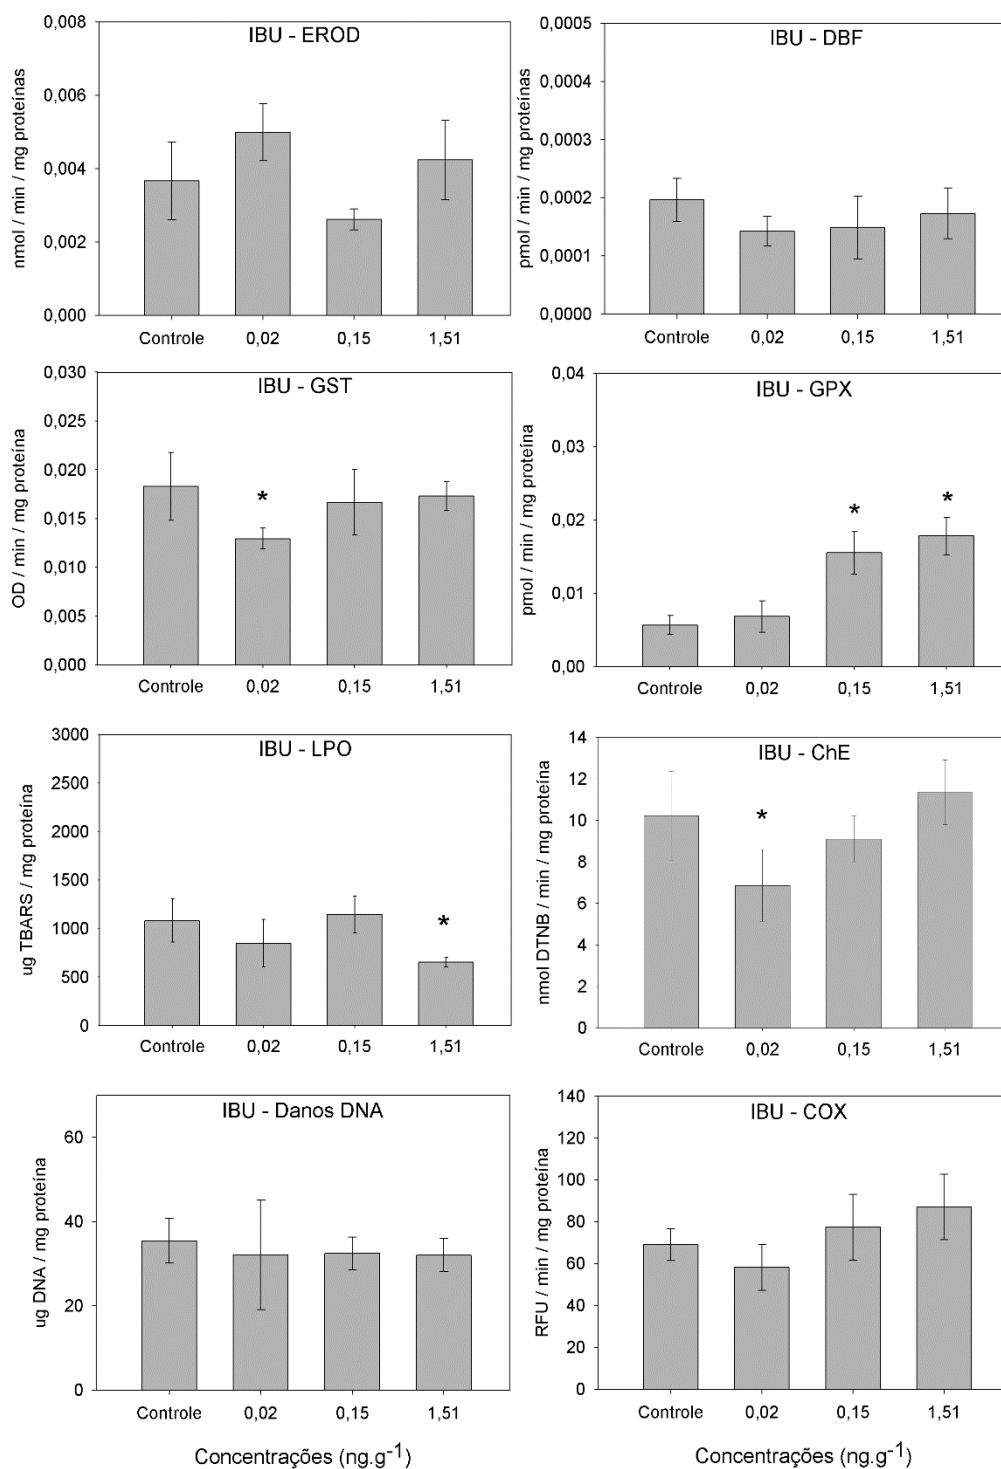 IBU - EROD
nmol / min / mg proteínas
0,008
0,006
0,004
0,002
0,000
Controle 0,02 0,15 1,51
IBU - DBF
pmol / min / mg proteínas
0,0005
0,0004
0,0003
0,0002
0,0001
0,0000
Controle 0,02 0,15 1,51
IBU - GST
OD / min / mg proteína
0,030
0,025
0,020
0,015
0,010
0,005
0,000
*
Controle 0,02 0,15 1,51
IBU - GPX
pmol / min / mg proteína
0,04
0,03
0,02
0,01
0,00
* *
Controle 0,02 0,15 1,51
IBU - LPO
ug TBARS / mg proteína
3000
2500
2000
1500
1000
500
0
*
Controle 0,02 0,15 1,51
IBU - ChE
nmol DTNB / min / mg proteína
14
12
10
8
6
4
2
0
*
Controle 0,02 0,15 1,51
IBU - Danos DNA
ug DNA / mg proteína
60
40
20
0
Controle 0,02 0,15 1,51
Concentrações (ng.g⁻¹)
IBU - COX
RFU / min / mg proteína
140
120
100
80
60
40
20
0
Controle 0,02 0,15 1,51
Concentrações (ng.g⁻¹)